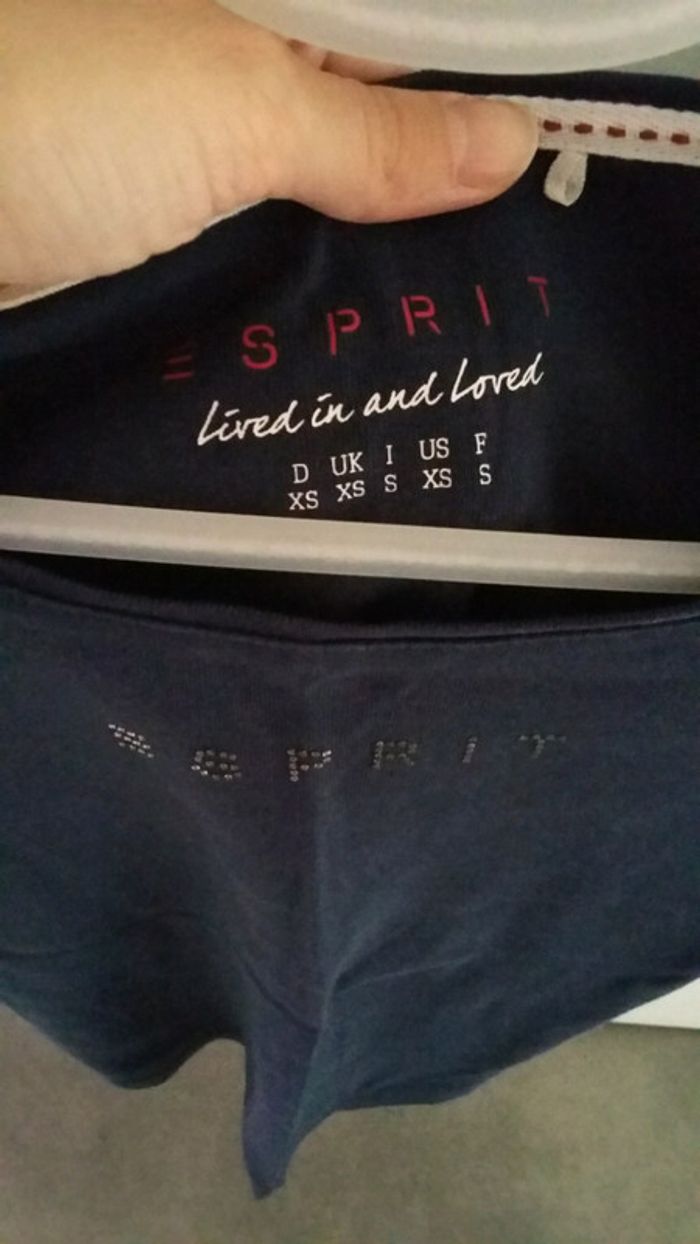 ESPRIT
Lived in and Loved
D UK I US F
XS XS S XS S
ESPRIT